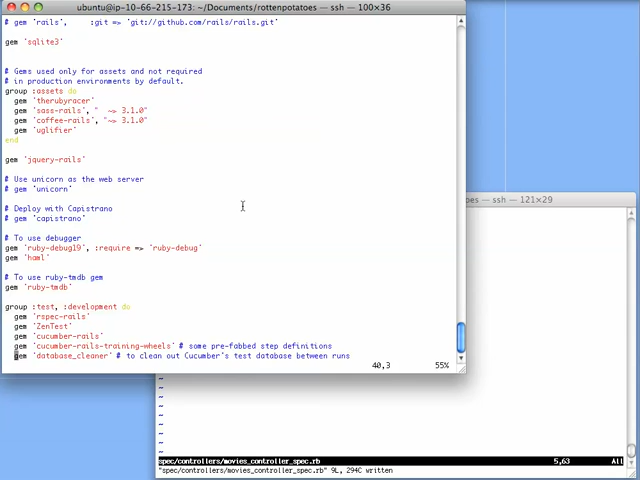 ubuntu@ip-10-66-215-173: ~/Documents/rottenpotatoes — ssh — 100×36
# gem 'rails',     :git => 'git://github.com/rails/rails.git'
gem 'sqlite3'
# Gems used only for assets and not required
# in production environments by default.
group :assets do
gem 'therubyracer'
gem 'sass-rails', "  ~> 3.1.0"
gem 'coffee-rails', "~> 3.1.0"
gem 'uglifier'
end
gem 'jquery-rails'
# Use unicorn as the web server
# gem 'unicorn'
# Deploy with Capistrano
# gem 'capistrano'
# To use debugger
gem 'ruby-debug19', :require => 'ruby-debug'
gem 'haml'
# To use ruby-tmdb gem
gem 'ruby-tmdb'
group :test, :development do
gem 'rspec-rails'
gem 'ZenTest'
gem 'cucumber-rails'
gem 'cucumber-rails-training-wheels' # some pre-fabbed step definitions
gem 'database_cleaner' # to clean out Cucumber's test database between runs
40,3 55%
oes — ssh — 121×29
~
~
~
~
~
~
~
~
spec/controllers/movies_controller_spec.rb 5,63 All
"spec/controllers/movies_controller_spec.rb" 9L, 294C written